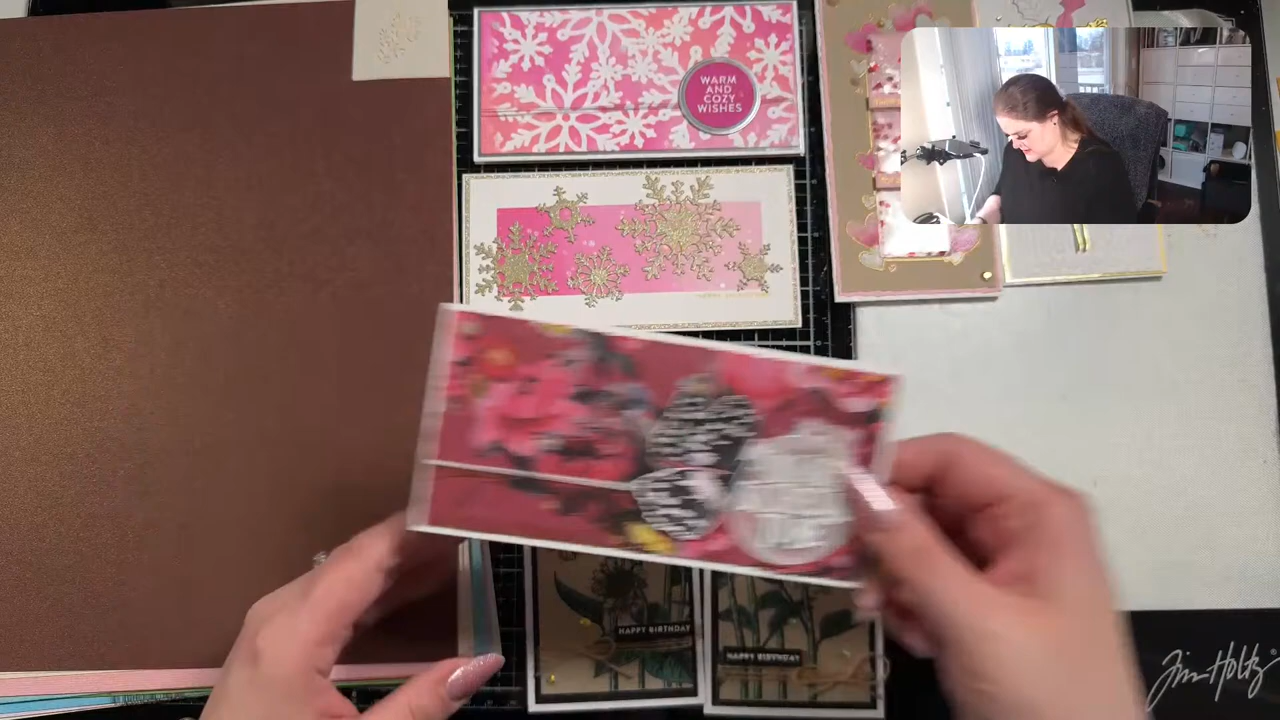 WARM
AND
COZY
WISHES
HAPPY BIRTHDAY
HAPPY BIRTHDAY
Tim Holtz